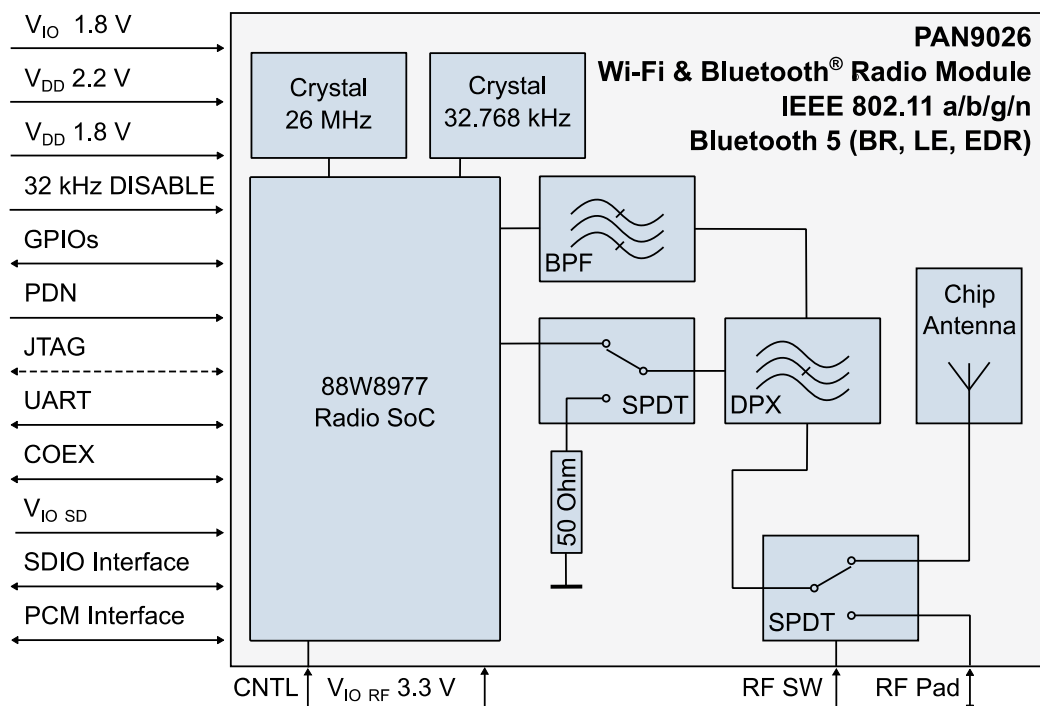 V_IO 1.8 V
V_DD 2.2 V
V_DD 1.8 V
32 kHz DISABLE
GPIOs
PDN
JTAG
UART
COEX
V_IO SD
SDIO Interface
PCM Interface
PAN9026
Wi-Fi & Bluetooth® Radio Module
IEEE 802.11 a/b/g/n
Bluetooth 5 (BR, LE, EDR)
Crystal
26 MHz
Crystal
32.768 kHz
BPF
88W8977
Radio SoC
SPDT
DPX
Chip
Antenna
50 Ohm
SPDT
CNTL
V_IO RF 3.3 V
RF SW
RF Pad